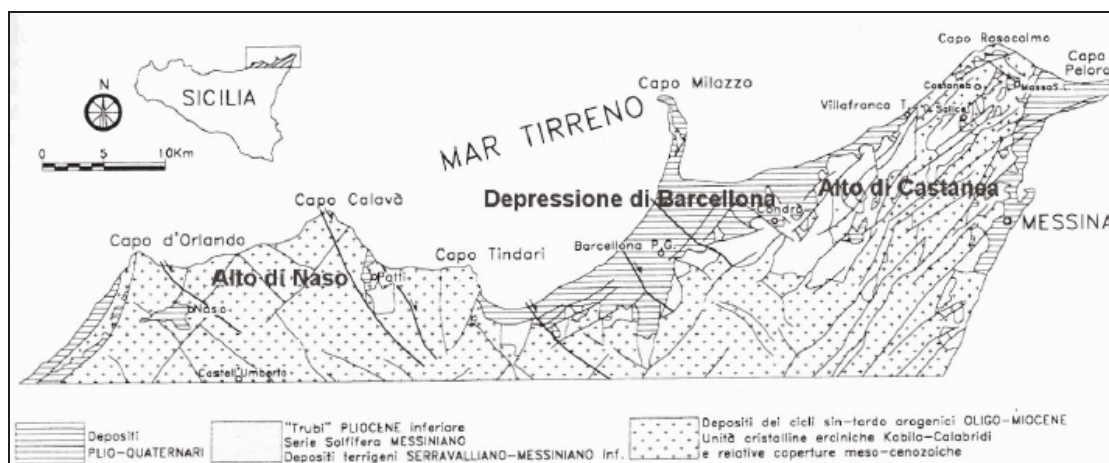 Capo Rasocalmo
Capo
Peloro
Castanea
Massa S. L.
Salice
Villafranca T.
Capo Milazzo
N
SICILIA
0 5 10Km
MAR TIRRENO
Depressione di Barcellona
Alto di Castanea
Condrò
MESSINA
Capo Calavà
Barcellona P.G.
Capo d'Orlando
Capo Tindari
Alto di Naso
Patti
Naso
Castell'Umberto
Depositi
PLIO-QUATERNARI
"Trubi" PLIOCENE inferiore
Serie Solfifera MESSINIANO
Depositi terrigeni SERRAVALLIANO-MESSINIANO inf.
Depositi dei cicli sin-tardo orogenici OLIGO-MIOCENE
Unità cristalline erciniche Kabilo-Calabridi
e relative coperture meso-cenozoiche